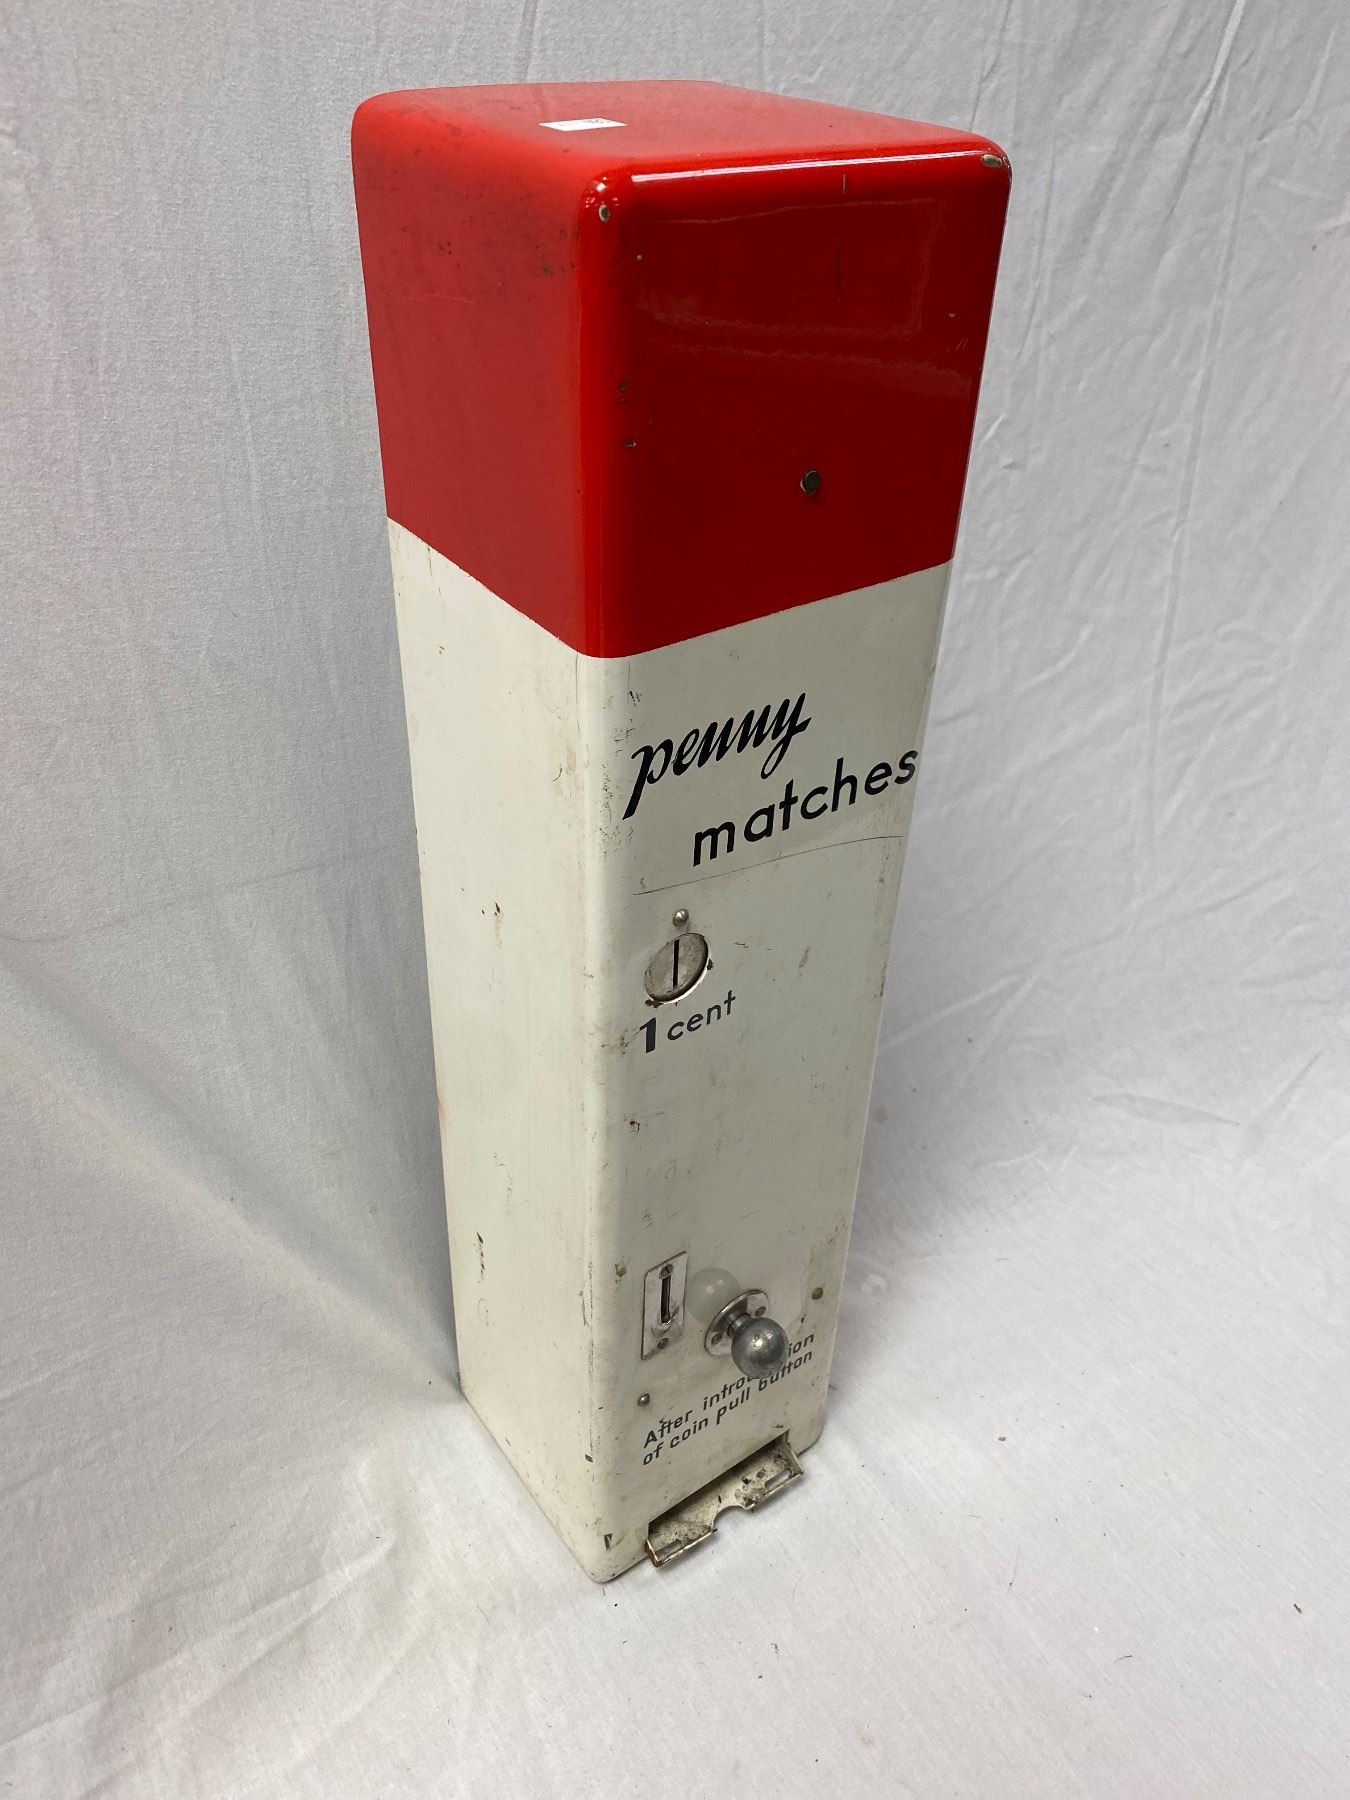 penny
matches
1 cent
After introduction
of coin pull button